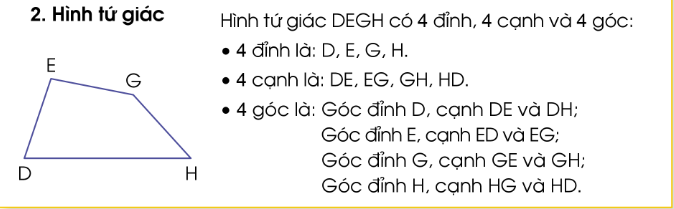 2. Hình tứ giác
E
G
D
H
Hình tứ giác DEGH có 4 đỉnh, 4 cạnh và 4 góc:
• 4 đỉnh là: D, E, G, H.
• 4 cạnh là: DE, EG, GH, HD.
• 4 góc là: Góc đỉnh D, cạnh DE và DH;
Góc đỉnh E, cạnh ED và EG;
Góc đỉnh G, cạnh GE và GH;
Góc đỉnh H, cạnh HG và HD.